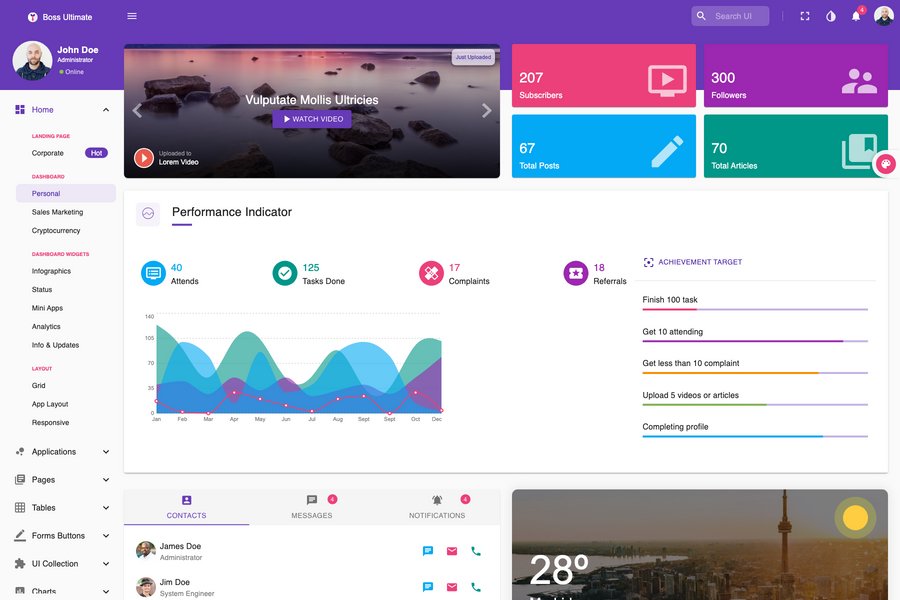 Boss Ultimate
Search UI
4
John Doe
Administrator
Online
Home
LANDING PAGE
Corporate
Hot
DASHBOARD
Personal
Sales Marketing
Cryptocurrency
DASHBOARD WIDGETS
Infographics
Status
Mini Apps
Analytics
Info & Updates
LAYOUT
Grid
App Layout
Responsive
Applications
Pages
Tables
Forms Buttons
UI Collection
Charts
Just Uploaded
Vulputate Mollis Ultricies
WATCH VIDEO
Uploaded to
Lorem Video
207
Subscribers
300
Followers
67
Total Posts
70
Total Articles
Performance Indicator
40
Attends
125
Tasks Done
17
Complaints
18
Referrals
140
105
70
35
0
Jan Feb Mar Apr May Jun Jul Aug Sept Sept Oct Dec
ACHIEVEMENT TARGET
Finish 100 task
Get 10 attending
Get less than 10 complaint
Upload 5 videos or articles
Completing profile
CONTACTS
4
MESSAGES
4
NOTIFICATIONS
James Doe
Administrator
Jim Doe
System Engineer
28º
Madrid